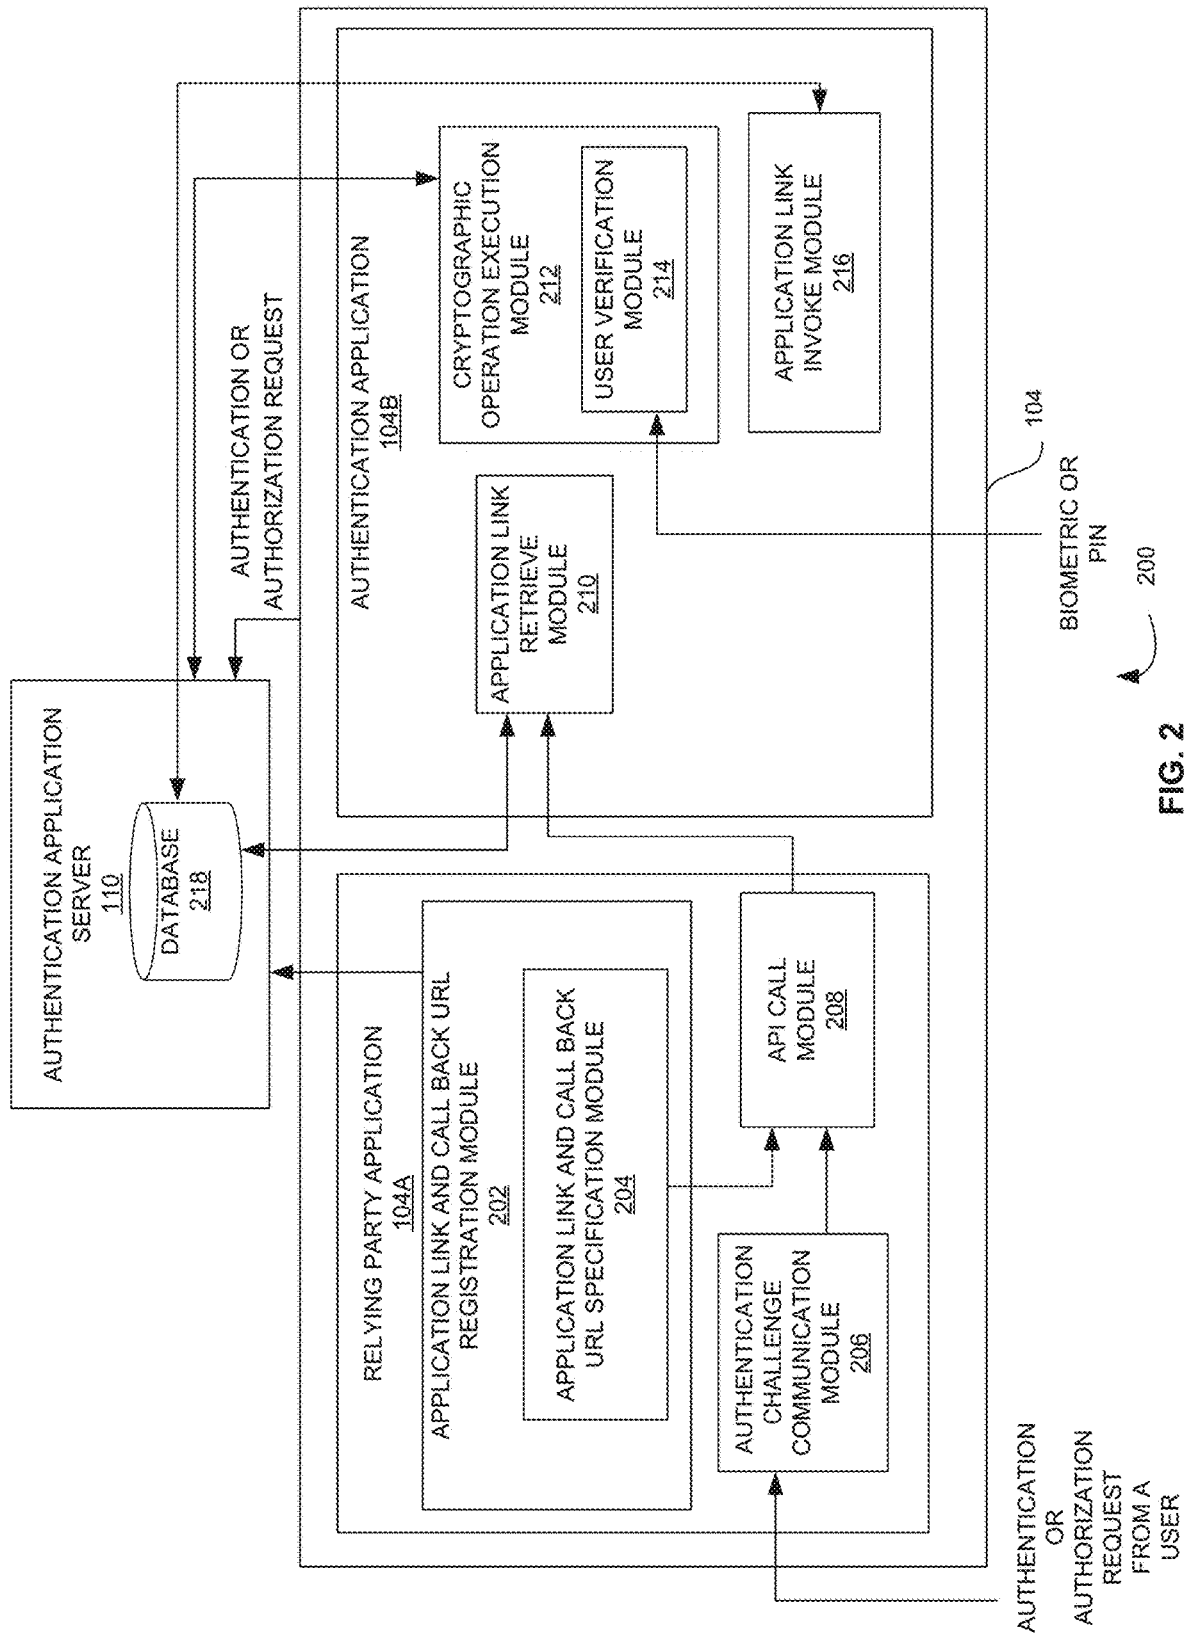 AUTHENTICATION APPLICATION
SERVER
110
DATABASE
218
AUTHENTICATION OR
AUTHORIZATION REQUEST
RELYING PARTY APPLICATION
104A
APPLICATION LINK AND CALL BACK URL
REGISTRATION MODULE
202
APPLICATION LINK AND CALL BACK
URL SPECIFICATION MODULE
204
AUTHENTICATION
CHALLENGE
COMMUNICATION
MODULE
206
API CALL
MODULE
208
AUTHENTICATION APPLICATION
104B
APPLICATION LINK
RETRIEVE
MODULE
210
CRYPTOGRAPHIC
OPERATION EXECUTION
MODULE
212
USER VERIFICATION
MODULE
214
APPLICATION LINK
INVOKE MODULE
216
104
AUTHENTICATION
OR
AUTHORIZATION
REQUEST
FROM A
USER
BIOMETRIC OR
PIN
200
FIG. 2